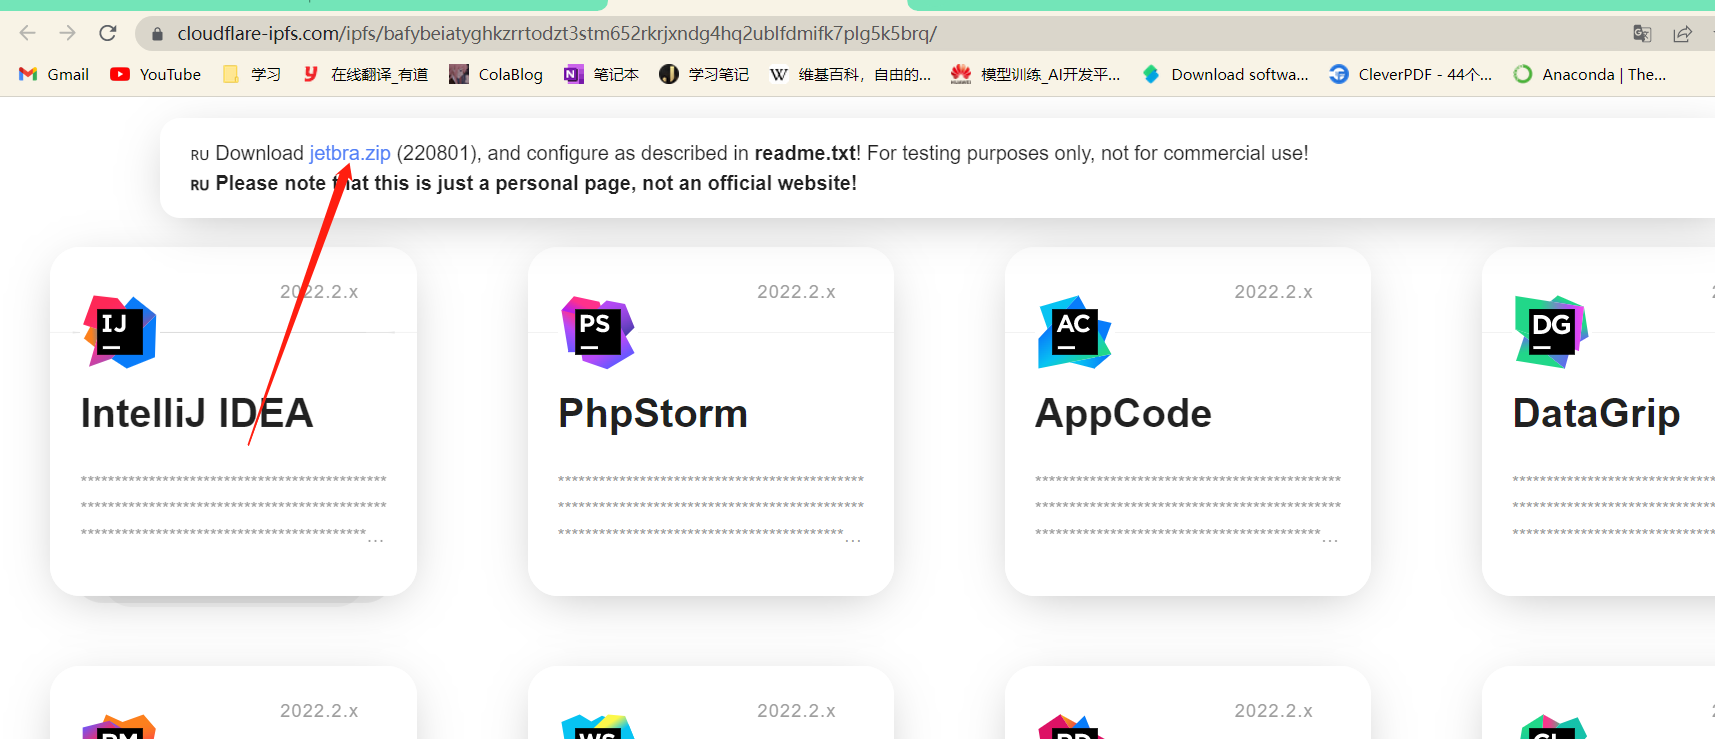 cloudflare-ipfs.com/ipfs/bafybeiatyghkzrrtodzt3stm652rkrjxndg4hq2ublfdmifk7plg5k5brq/
Gmail YouTube 学习 在线翻译_有道 ColaBlog 笔记本 学习笔记 维基百科，自由的... 模型训练_AI开发平... Download softwa... CleverPDF - 44个... Anaconda | The...
RU Download jetbra.zip (220801), and configure as described in readme.txt! For testing purposes only, not for commercial use!
RU Please note that this is just a personal page, not an official website!
2022.2.x 2022.2.x 2022.2.x
IJ PS AC DG
IntelliJ IDEA PhpStorm AppCode DataGrip
2022.2.x 2022.2.x 2022.2.x